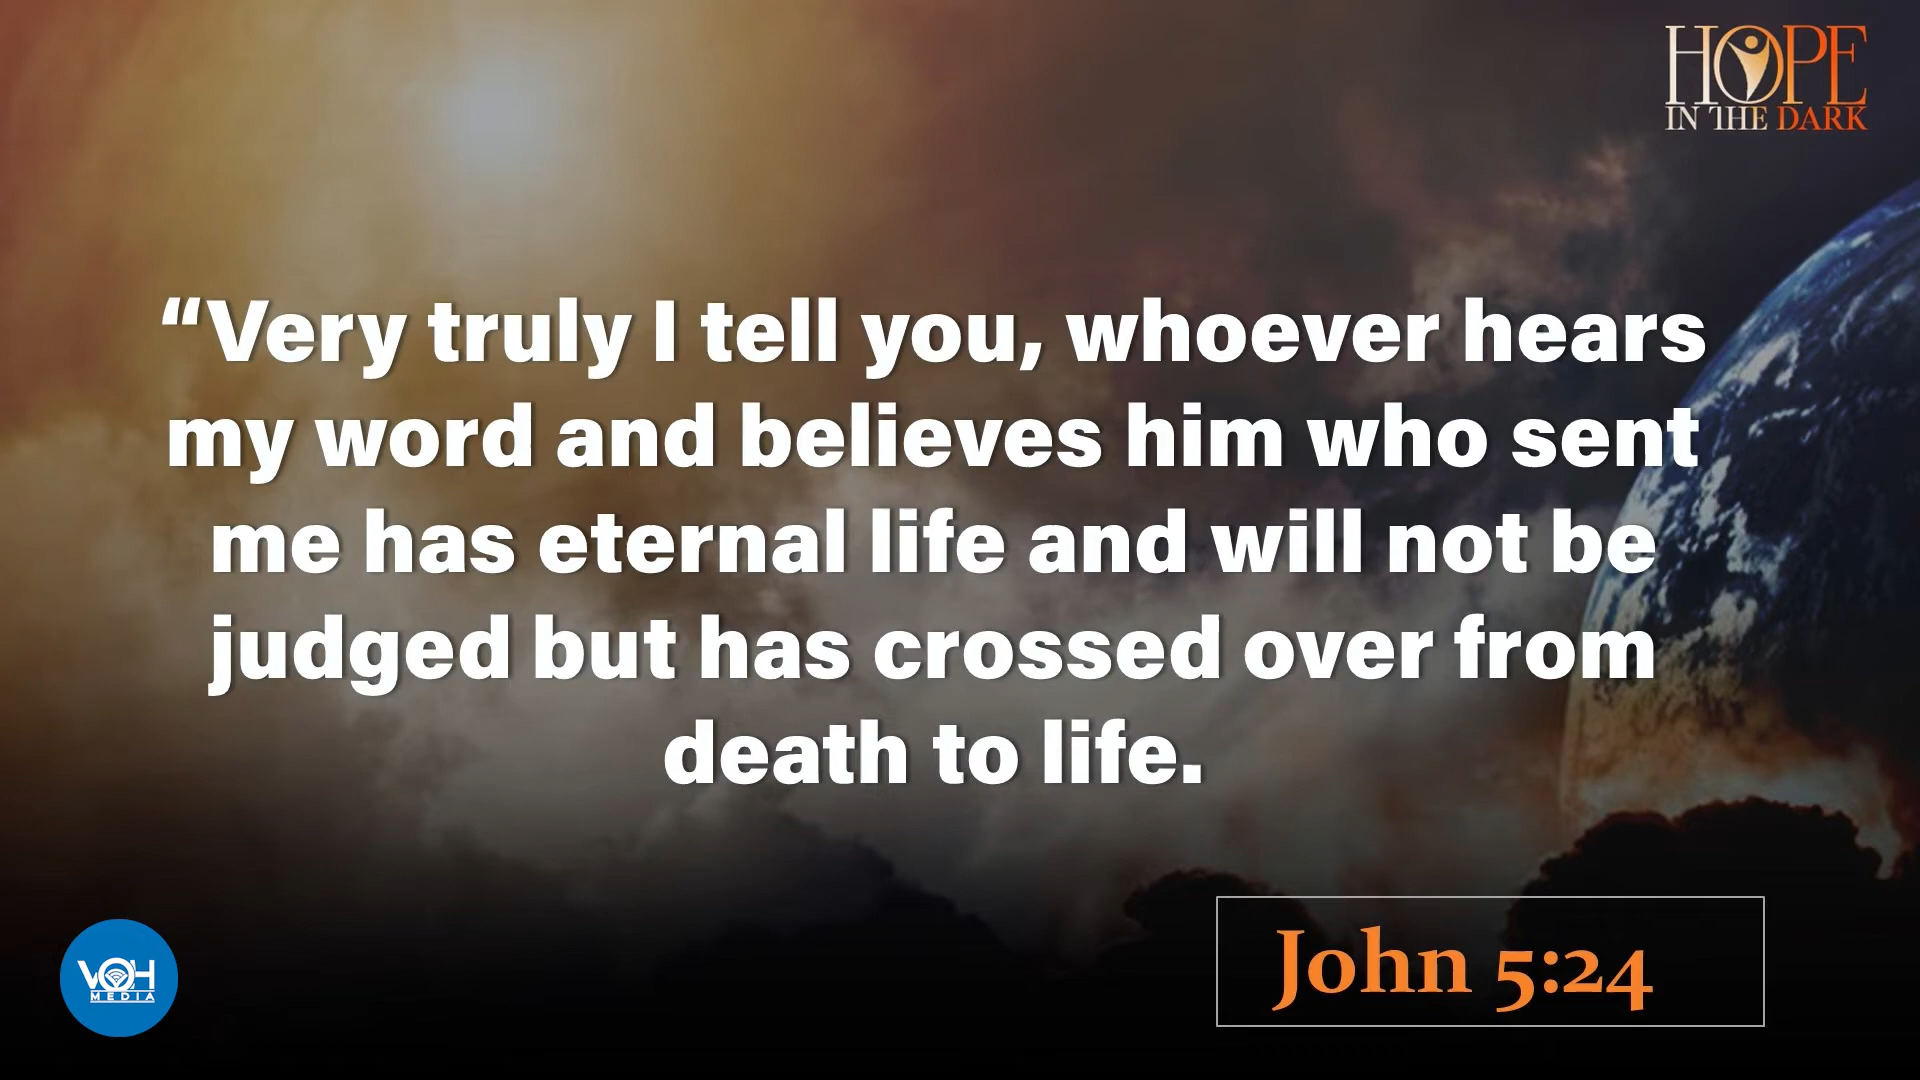 HOPE
IN THE DARK
“Very truly I tell you, whoever hears
my word and believes him who sent
me has eternal life and will not be
judged but has crossed over from
death to life.
John 5:24
VOH
MEDIA